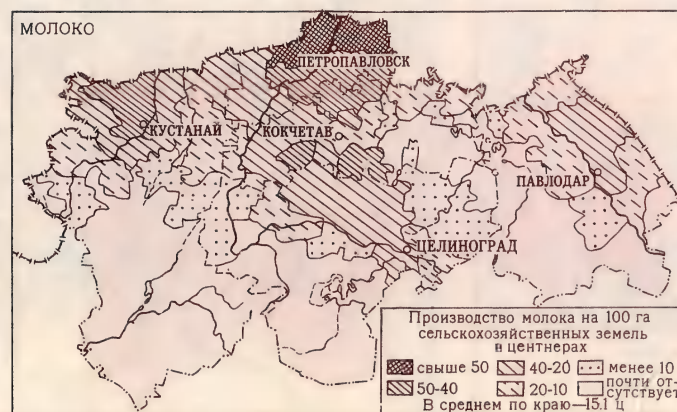 МОЛОКО
ПЕТРОПАВЛОВСК
КУСТАНАЙ
КОКЧЕТАВ
ПАВЛОДАР
ЦЕЛИНОГРАД
Производство молока на 100 га
сельскохозяйственных земель
в центнерах
свыше 50
40-20
менее 10
50-40
20-10
почти от-
сутствует
В среднем по краю—15.1 ц